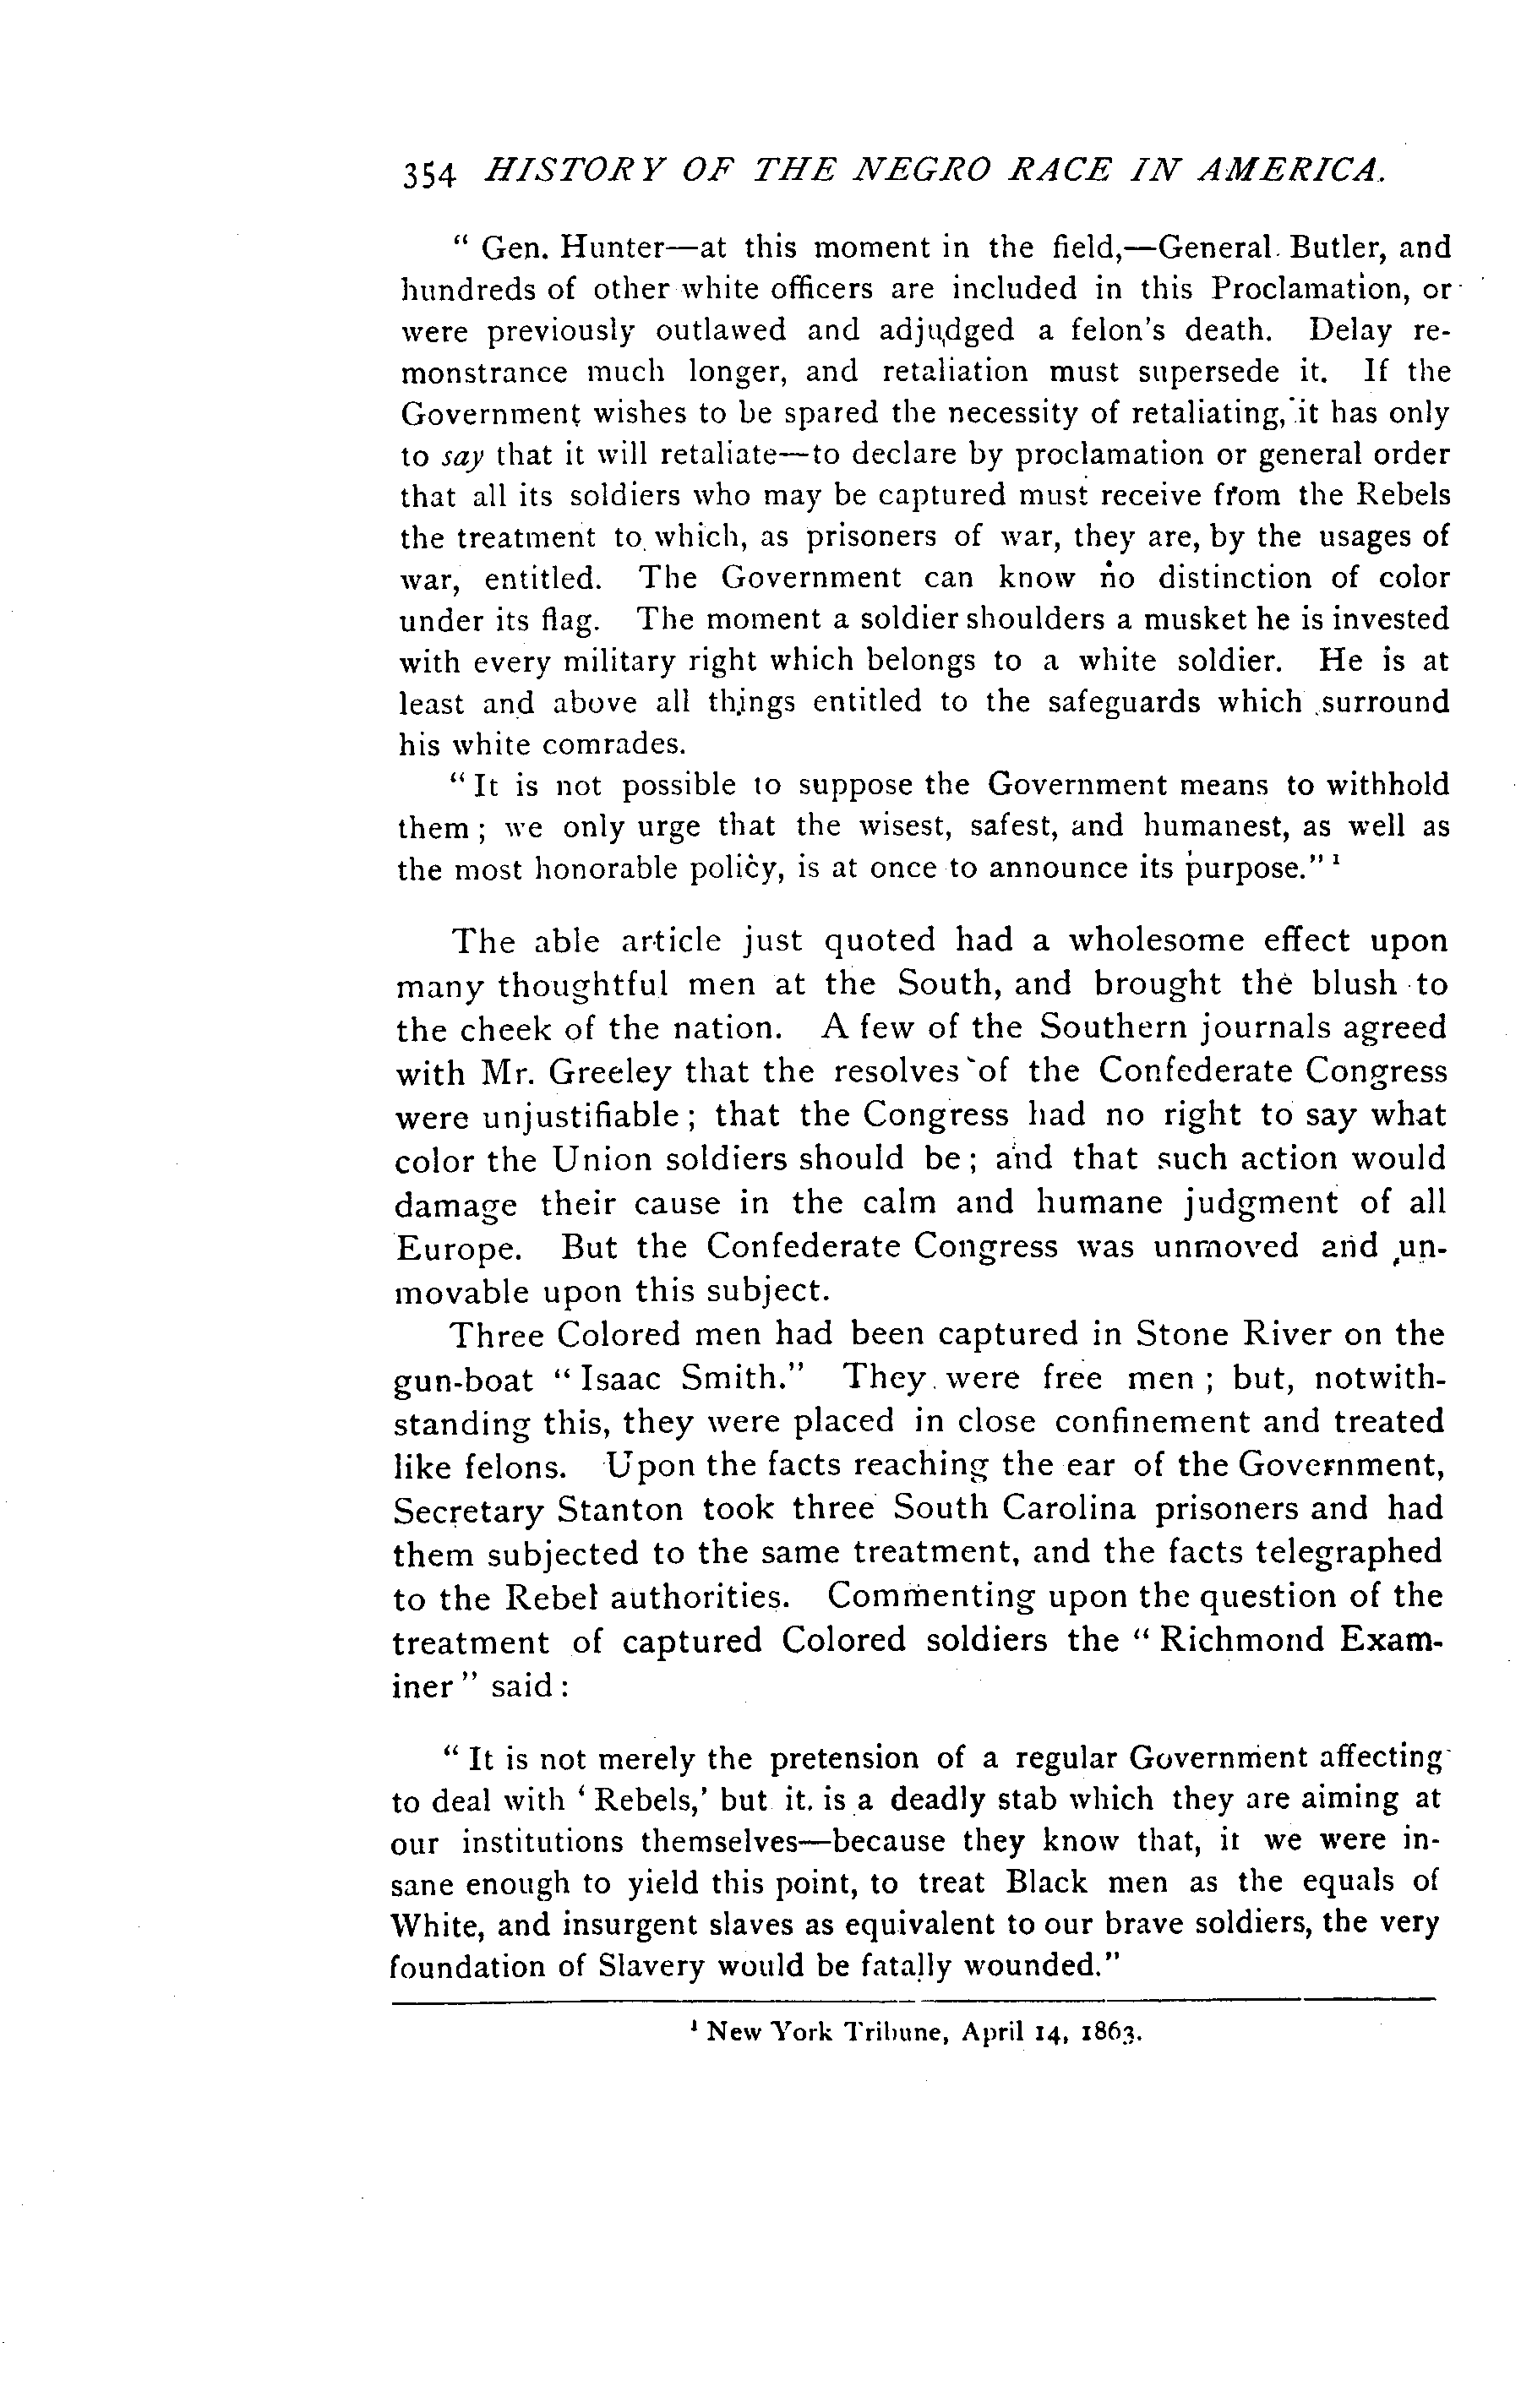 354 HISTORY OF THE NEGRO RACE IN AMERICA.
" Gen. Hunter—at this moment in the field,—General Butler, and
hundreds of other white officers are included in this Proclamation, or
were previously outlawed and adjudged a felon's death. Delay re-
monstrance much longer, and retaliation must supersede it. If the
Government wishes to be spared the necessity of retaliating, it has only
to say that it will retaliate—to declare by proclamation or general order
that all its soldiers who may be captured must receive from the Rebels
the treatment to which, as prisoners of war, they are, by the usages of
war, entitled. The Government can know no distinction of color
under its flag. The moment a soldier shoulders a musket he is invested
with every military right which belongs to a white soldier. He is at
least and above all things entitled to the safeguards which surround
his white comrades.
" It is not possible to suppose the Government means to withhold
them ; we only urge that the wisest, safest, and humanest, as well as
the most honorable policy, is at once to announce its purpose." ¹
The able article just quoted had a wholesome effect upon
many thoughtful men at the South, and brought the blush to
the cheek of the nation. A few of the Southern journals agreed
with Mr. Greeley that the resolves of the Confederate Congress
were unjustifiable ; that the Congress had no right to say what
color the Union soldiers should be ; and that such action would
damage their cause in the calm and humane judgment of all
Europe. But the Confederate Congress was unmoved and un-
movable upon this subject.
Three Colored men had been captured in Stone River on the
gun-boat " Isaac Smith." They were free men ; but, notwith-
standing this, they were placed in close confinement and treated
like felons. Upon the facts reaching the ear of the Government,
Secretary Stanton took three South Carolina prisoners and had
them subjected to the same treatment, and the facts telegraphed
to the Rebel authorities. Commenting upon the question of the
treatment of captured Colored soldiers the " Richmond Exam-
iner " said :
" It is not merely the pretension of a regular Government affecting
to deal with ' Rebels,' but it is a deadly stab which they are aiming at
our institutions themselves—because they know that, if we were in-
sane enough to yield this point, to treat Black men as the equals of
White, and insurgent slaves as equivalent to our brave soldiers, the very
foundation of Slavery would be fatally wounded."
¹ New York Tribune, April 14, 1863.